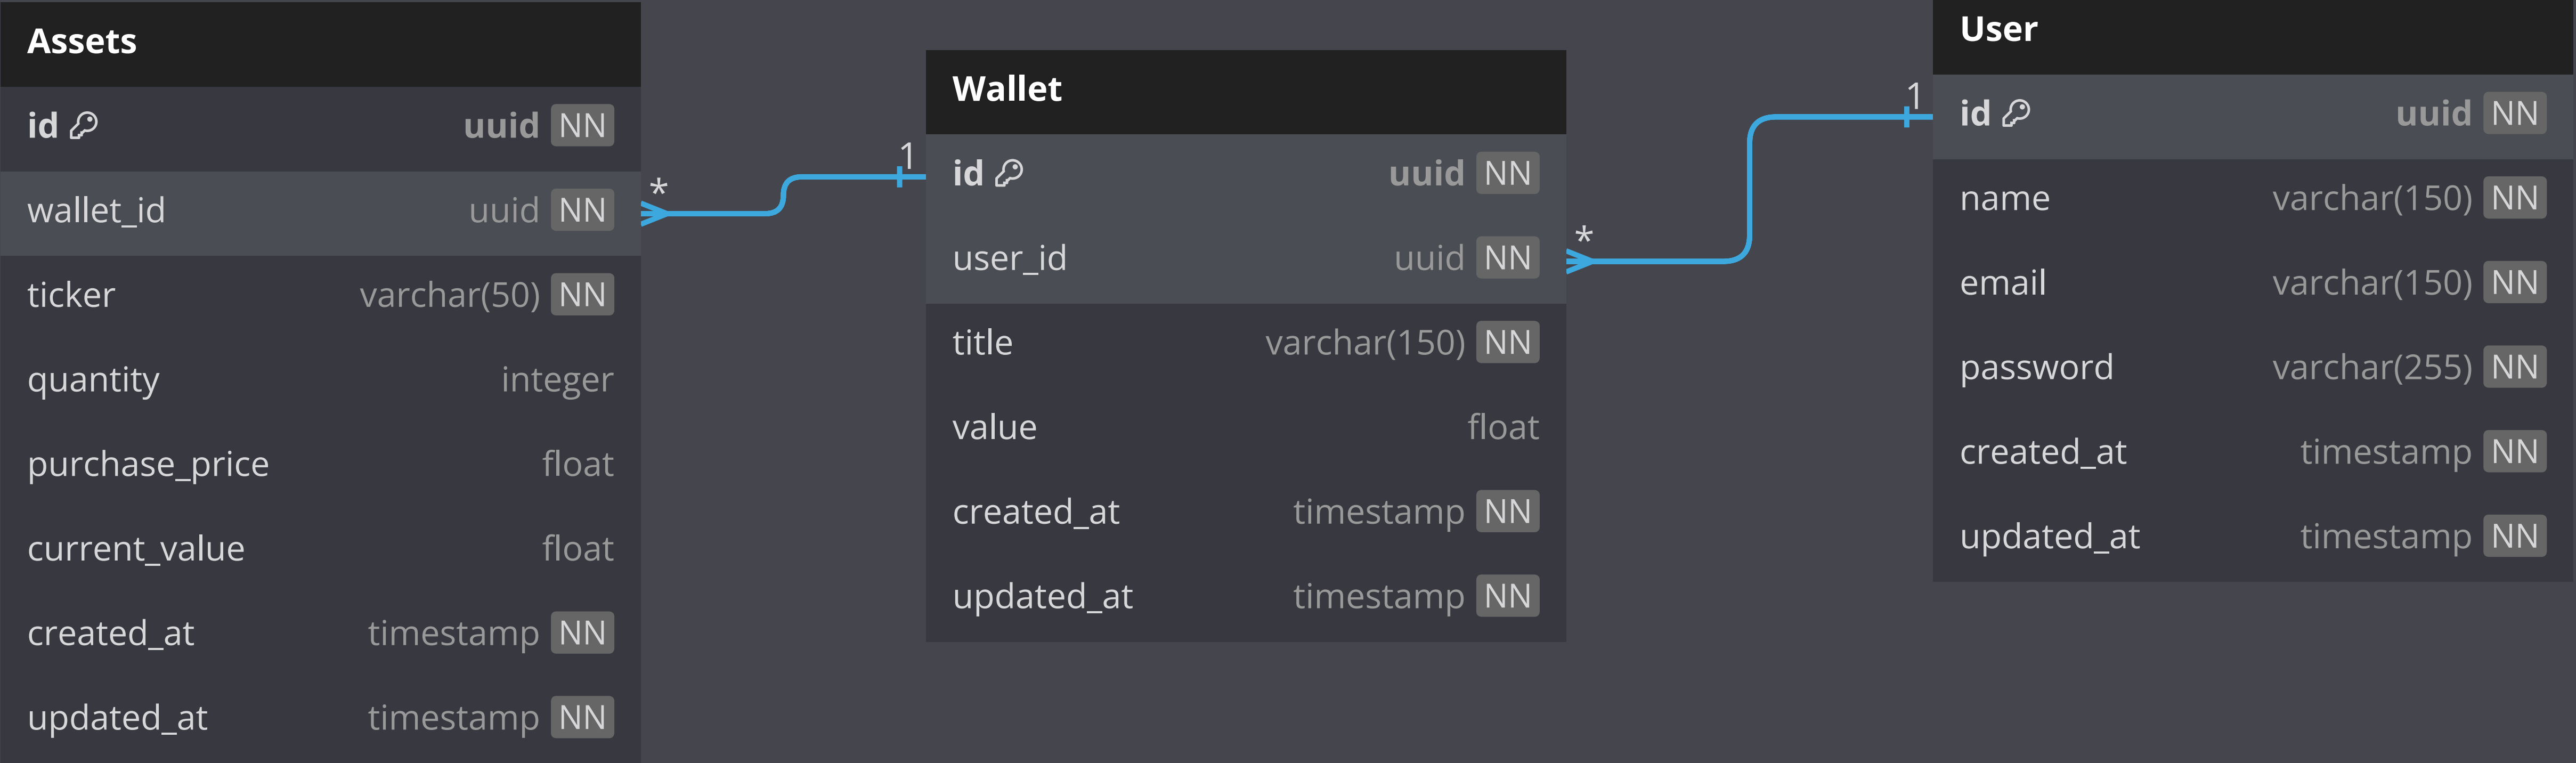 Assets
id uuid NN
wallet_id uuid NN
ticker varchar(50) NN
quantity integer
purchase_price float
current_value float
created_at timestamp NN
updated_at timestamp NN
* 1
Wallet
id uuid NN
user_id uuid NN
title varchar(150) NN
value float
created_at timestamp NN
updated_at timestamp NN
* 1
User
id uuid NN
name varchar(150) NN
email varchar(150) NN
password varchar(255) NN
created_at timestamp NN
updated_at timestamp NN